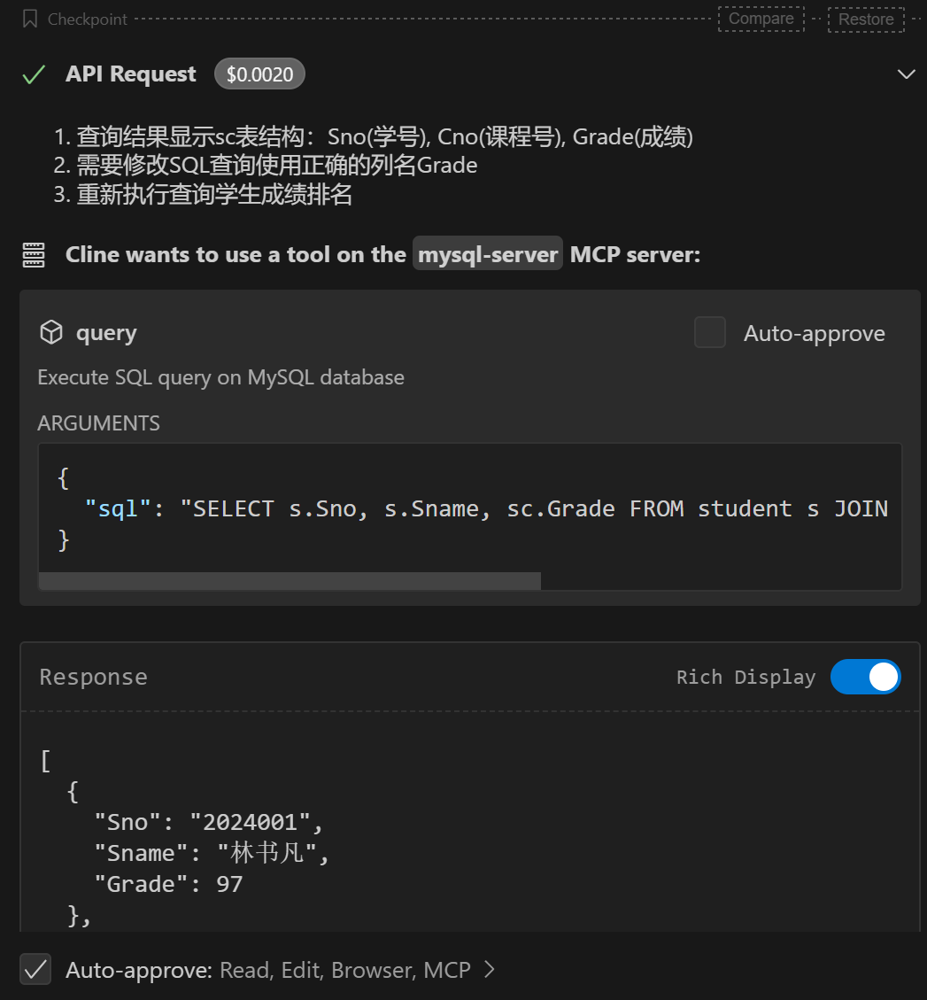 Checkpoint Compare Restore
API Request $0.0020
1. 查询结果显示sc表结构：Sno(学号), Cno(课程号), Grade(成绩)
2. 需要修改SQL查询使用正确的列名Grade
3. 重新执行查询学生成绩排名
Cline wants to use a tool on the mysql-server MCP server:
query Auto-approve
Execute SQL query on MySQL database
ARGUMENTS
{
"sql": "SELECT s.Sno, s.Sname, sc.Grade FROM student s JOIN
}
Response Rich Display
[
{
"Sno": "2024001",
"Sname": "林书凡",
"Grade": 97
},
Auto-approve: Read, Edit, Browser, MCP >